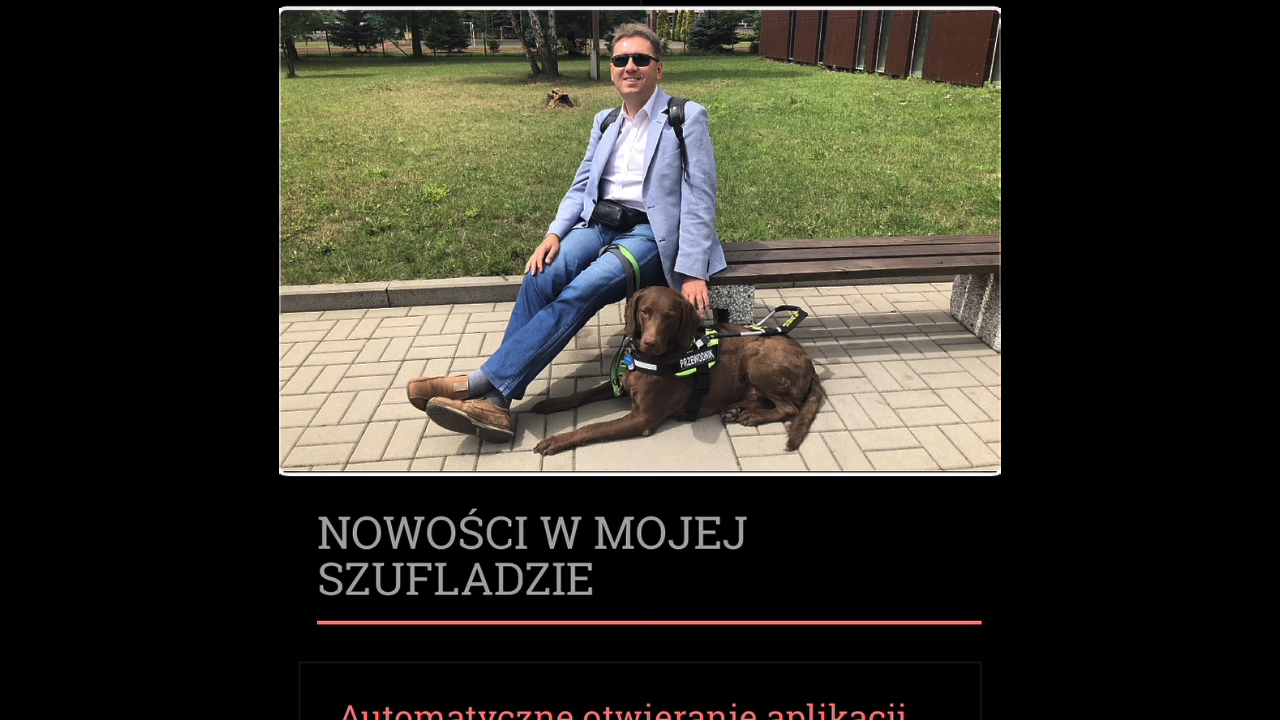 PRZEWODNIK
NOWOŚCI W MOJEJ
SZUFLADZIE
Automatyczne otwieranie aplikacji